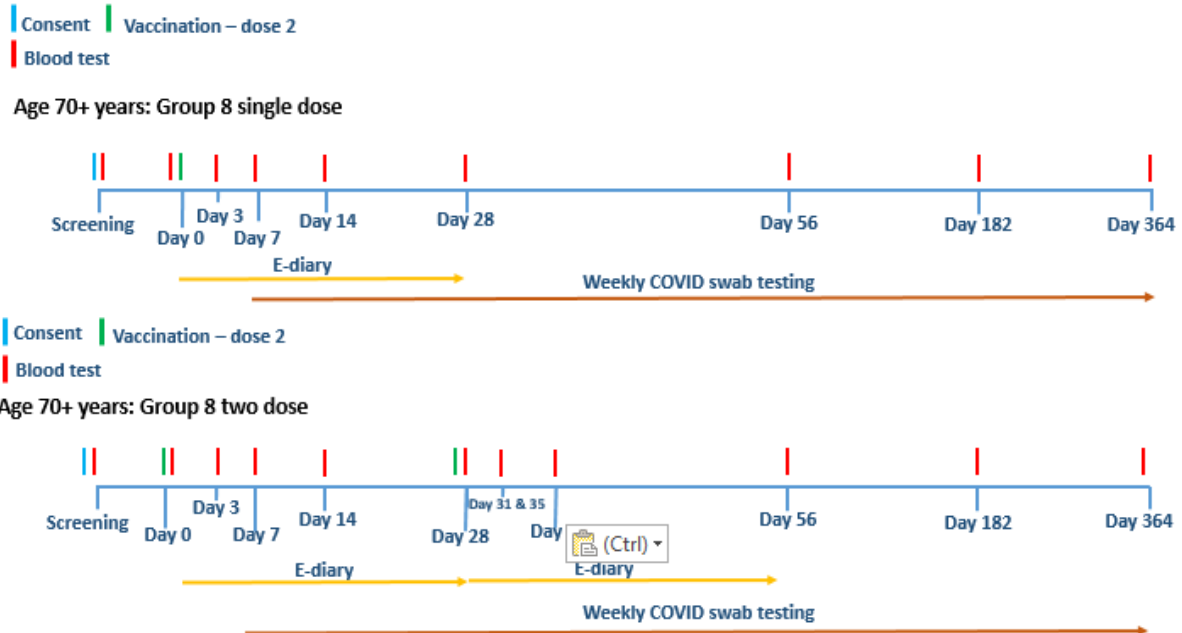 Consent Vaccination – dose 2
Blood test
Age 70+ years: Group 8 single dose
Screening Day 0 Day 3 Day 7 Day 14 Day 28 Day 56 Day 182 Day 364
E-diary
Weekly COVID swab testing
Consent Vaccination – dose 2
Blood test
Age 70+ years: Group 8 two dose
Screening Day 0 Day 3 Day 7 Day 14 Day 28 Day 31 & 35 Day Day 56 Day 182 Day 364
(Ctrl)
E-diary E-diary
Weekly COVID swab testing